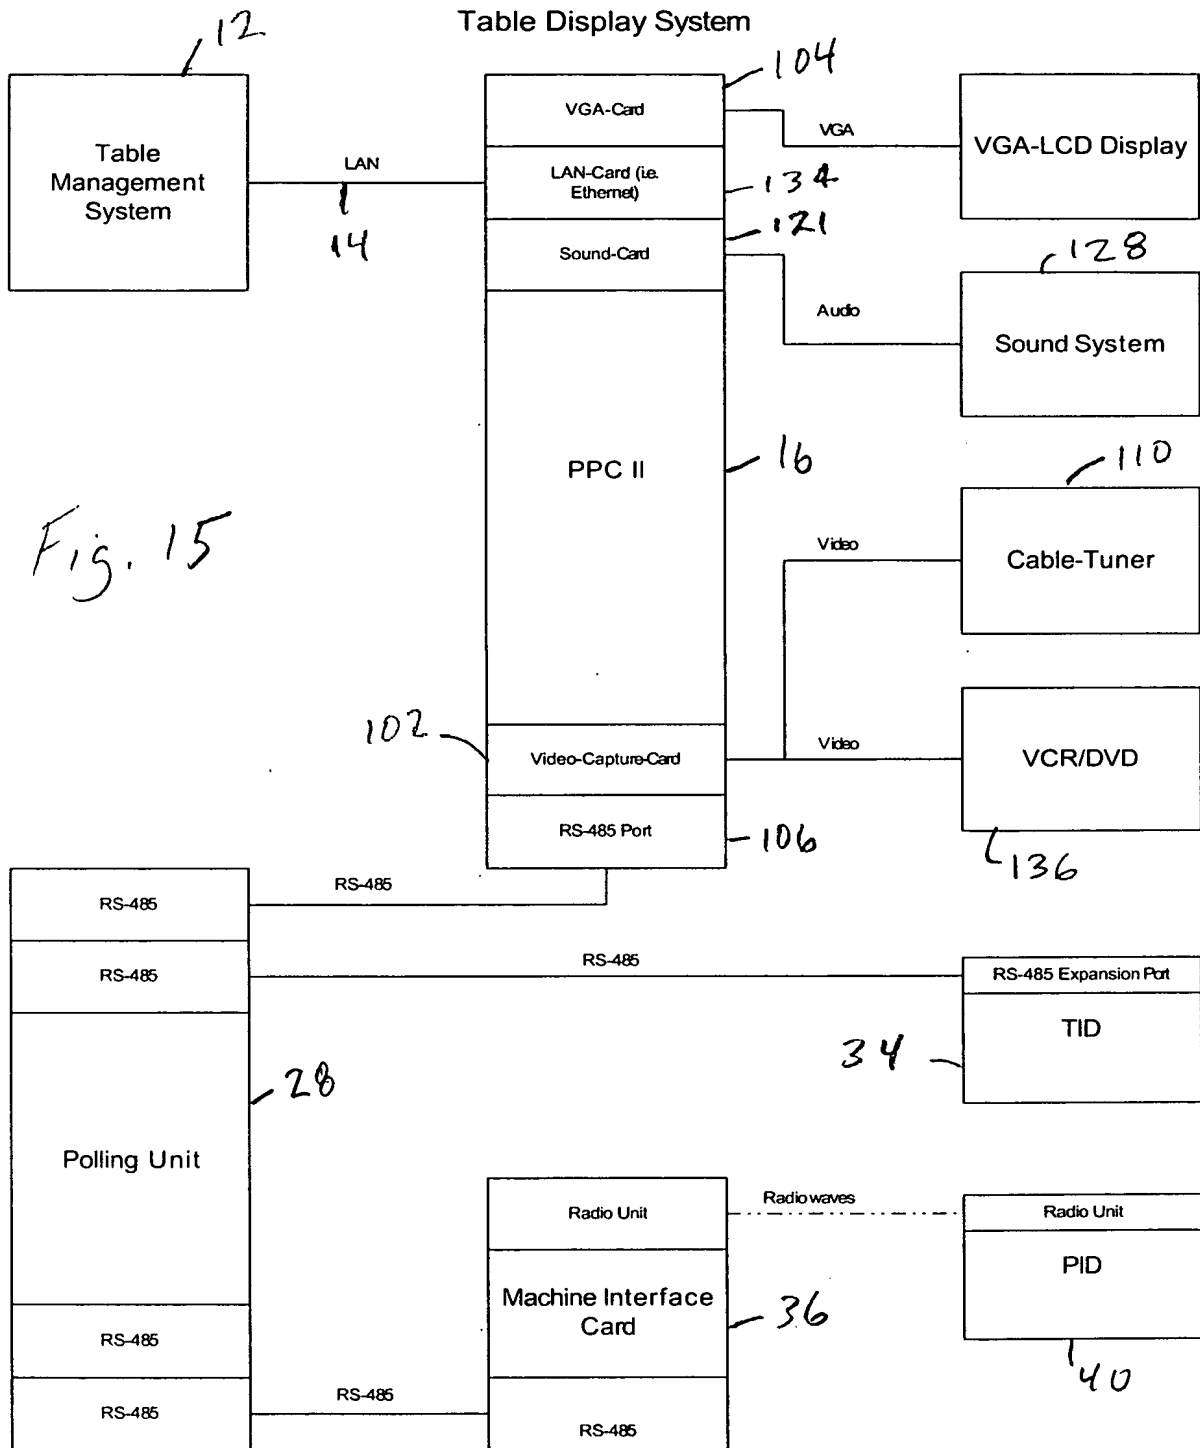 Table Display System
12
104
VGA-Card
VGA
VGA-LCD Display
Table
Management
System
LAN
14
LAN-Card (i.e.
Ethernet)
134
121
Sound-Card
128
Audio
Sound System
PPC II
16
110
Fig. 15
Video
Cable-Tuner
102
Video-Capture-Card
Video
VCR/DVD
RS-485 Port
106
136
RS-485
RS-485
RS-485
RS-485
RS-485 Expansion Port
TID
34
28
Polling Unit
Radio Unit
Radio waves
Radio Unit
PID
Machine Interface
Card
36
40
RS-485
RS-485
RS-485
RS-485